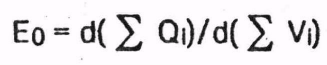 E₀ = d(∑ Qᵢ)/d(∑ Vᵢ)